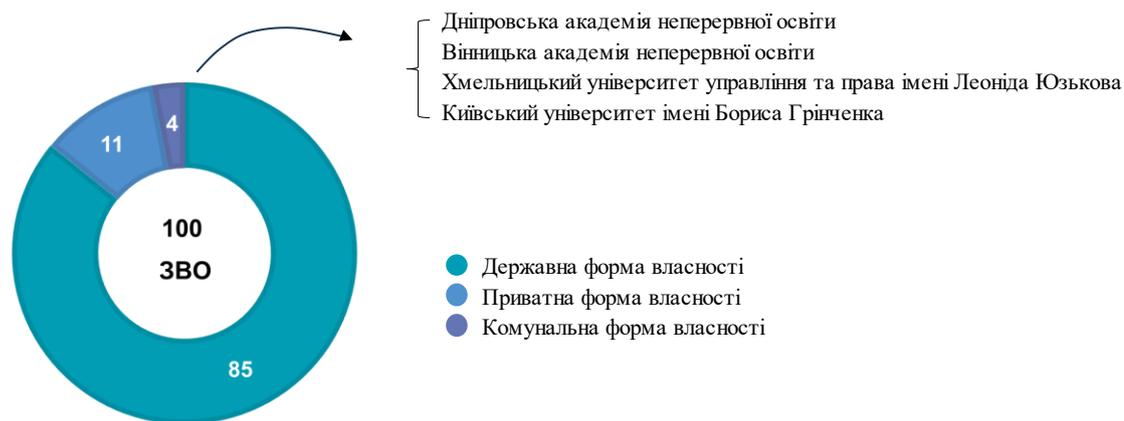 Дніпровська академія неперервної освіти
Вінницька академія неперервної освіти
Хмельницький університет управління та права імені Леоніда Юзькова
Київський університет імені Бориса Грінченка
4
11
100
ЗВО
85
Державна форма власності
Приватна форма власності
Комунальна форма власності